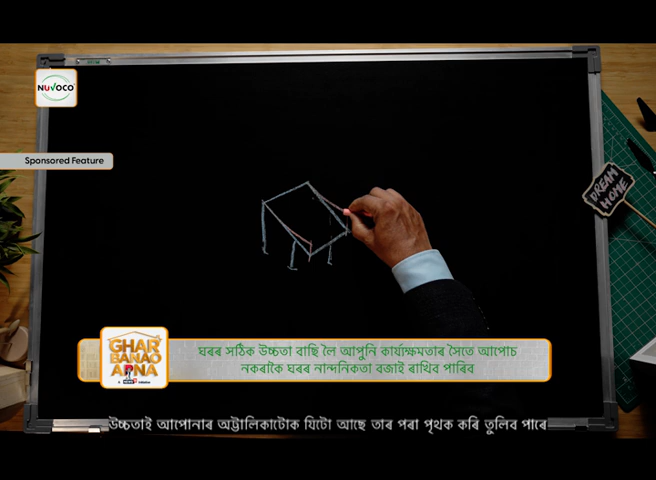 NUVOCO
Sponsored Feature
DREAM
HOME
GHAR
BANAO
APNA
ঘৰৰ সঠিক উচ্চতা বাছি লৈ আপুনি কাৰ্য্যক্ষমতাৰ সৈতে আপোচ
নকৰাকৈ ঘৰৰ নান্দনিকতা বজাই ৰাখিব পাৰিব
উচ্চতাই আপোনাৰ অট্টালিকাটোক যিটো আছে তাৰ পৰা পৃথক কৰি তুলিব পাৰে